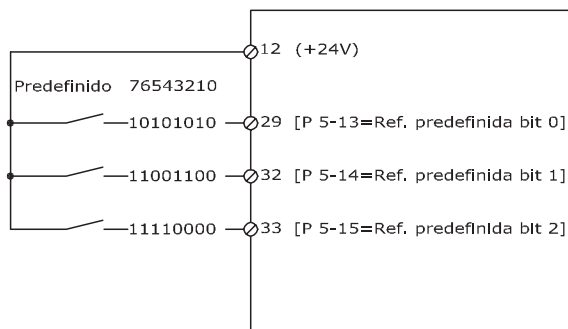 12 (+24V)
Predefinido 76543210
10101010 29 [P 5-13=Ref. predefinida bit 0]
11001100 32 [P 5-14=Ref. predefinida bit 1]
11110000 33 [P 5-15=Ref. predefinida bit 2]